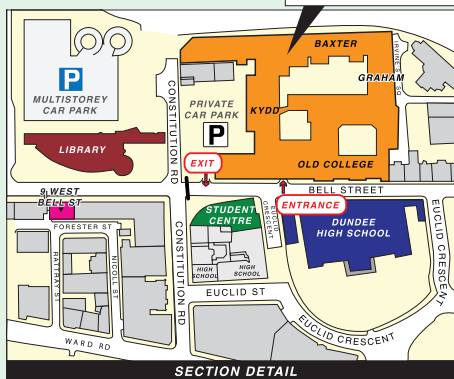 BAXTER
IRVINE'S SQ
GRAHAM
P
MULTISTOREY
CAR PARK
PRIVATE
CAR PARK
P
KYDD
CONSTITUTION RD
LIBRARY
EXIT
OLD COLLEGE
9 WEST
BELL ST
BELL STREET
ENTRANCE
STUDENT
CENTRE
EUCLID
CRESCENT
DUNDEE
HIGH SCHOOL
EUCLID CRESCENT
FORESTER ST
RATTRAY ST
NICOLL ST
CONSTITUTION RD
HIGH
SCHOOL
HIGH
SCHOOL
EUCLID ST
EUCLID CRESCENT
WARD RD
SECTION DETAIL